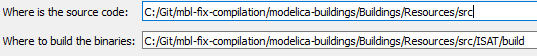 Where is the source code: C:/Git/mbl-fix-compilation/modelica-buildings/Buildings/Resources/src
Where to build the binaries: C:/Git/mbl-fix-compilation/modelica-buildings/Buildings/Resources/src/ISAT/build